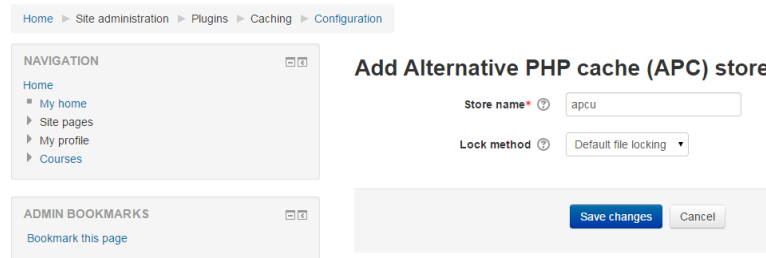 Home ▶ Site administration ▶ Plugins ▶ Caching ▶ Configuration
NAVIGATION
Home
My home
Site pages
My profile
Courses
ADMIN BOOKMARKS
Bookmark this page
Add Alternative PHP cache (APC) store
Store name* apcu
Lock method Default file locking
Save changes Cancel